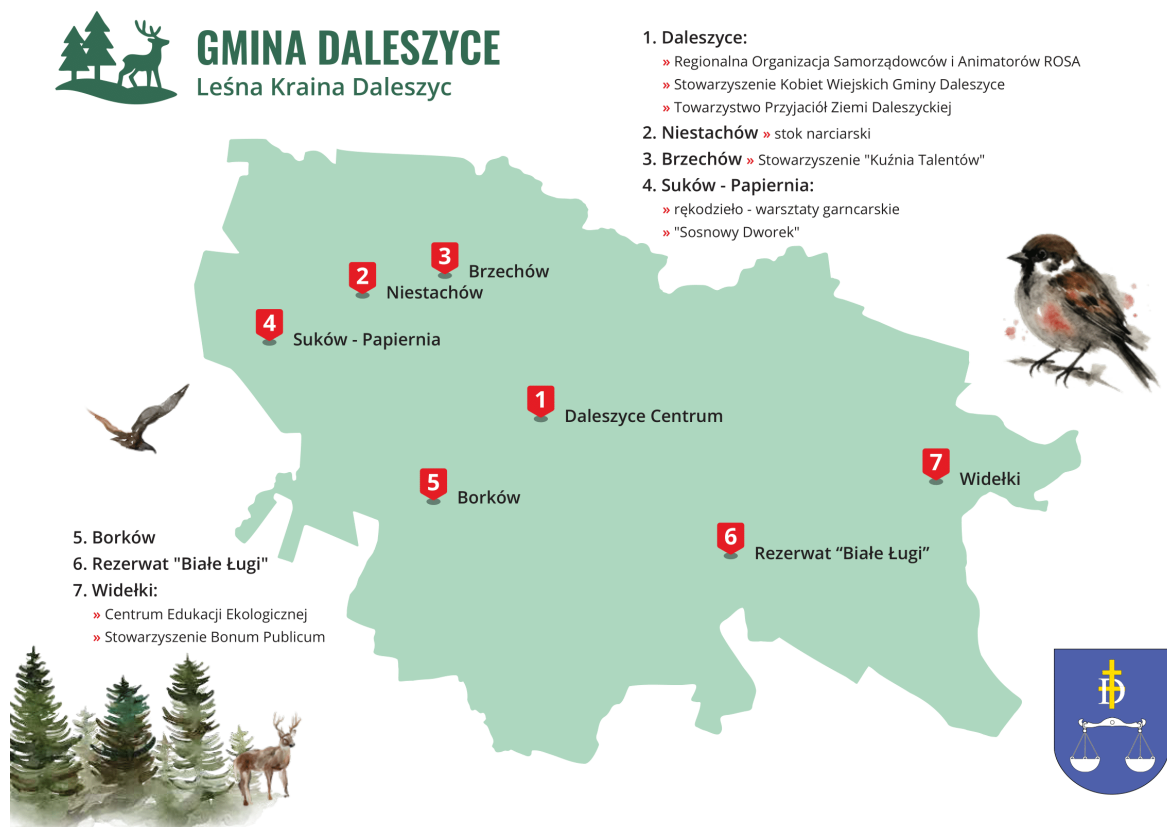 GMINA DALESZYCE
Leśna Kraina Daleszyc
1. Daleszyce:
» Regionalna Organizacja Samorządowców i Animatorów ROSA
» Stowarzyszenie Kobiet Wiejskich Gminy Daleszyce
» Towarzystwo Przyjaciół Ziemi Daleszyckiej
2. Niestachów » stok narciarski
3. Brzechów » Stowarzyszenie "Kuźnia Talentów"
4. Suków - Papiernia:
» rękodzieło - warsztaty garncarskie
» "Sosnowy Dworek"
3 Brzechów
2 Niestachów
4 Suków - Papiernia
1 Daleszyce Centrum
7 Widełki
5 Borków
6 Rezerwat “Białe Ługi”
5. Borków
6. Rezerwat "Białe Ługi"
7. Widełki:
» Centrum Edukacji Ekologicznej
» Stowarzyszenie Bonum Publicum
D